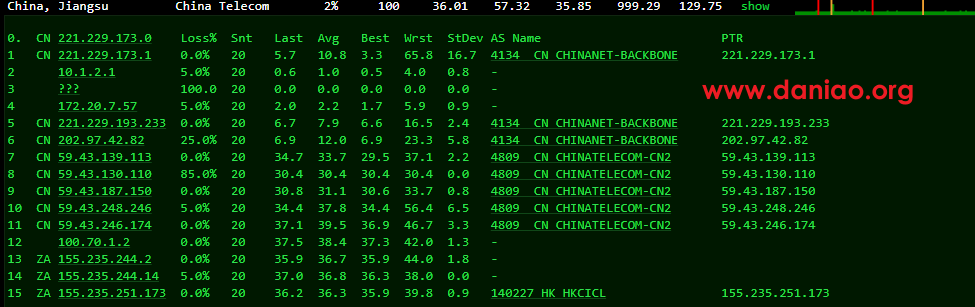 China, Jiangsu China Telecom 2% 100 36.01 57.32 35.85 999.29 129.75 show
0. CN 221.229.173.0 Loss% Snt Last Avg Best Wrst StDev AS Name PTR
1 CN 221.229.173.1 0.0% 20 5.7 10.8 3.3 65.8 16.7 4134 CN CHINANET-BACKBONE 221.229.173.1
2 10.1.2.1 5.0% 20 0.6 1.0 0.5 4.0 0.8 -
3 ??? 100.0 20 0.0 0.0 0.0 0.0 0.0 -
www.daniao.org
4 172.20.7.57 5.0% 20 2.0 2.2 1.7 5.9 0.9 -
5 CN 221.229.193.233 0.0% 20 6.7 7.9 6.6 16.5 2.4 4134 CN CHINANET-BACKBONE 221.229.193.233
6 CN 202.97.42.82 25.0% 20 6.9 12.0 6.9 23.3 5.8 4134 CN CHINANET-BACKBONE 202.97.42.82
7 CN 59.43.139.113 0.0% 20 34.7 33.7 29.5 37.1 2.2 4809 CN CHINATELECOM-CN2 59.43.139.113
8 CN 59.43.130.110 85.0% 20 30.4 30.4 30.4 30.4 0.0 4809 CN CHINATELECOM-CN2 59.43.130.110
9 CN 59.43.187.150 0.0% 20 30.8 31.1 30.6 33.7 0.8 4809 CN CHINATELECOM-CN2 59.43.187.150
10 CN 59.43.248.246 5.0% 20 34.4 37.8 34.4 56.4 6.5 4809 CN CHINATELECOM-CN2 59.43.248.246
11 CN 59.43.246.174 0.0% 20 37.1 39.5 36.9 46.7 3.3 4809 CN CHINATELECOM-CN2 59.43.246.174
12 100.70.1.2 0.0% 20 37.5 38.4 37.3 42.0 1.3 -
13 ZA 155.235.244.2 0.0% 20 35.9 36.7 35.9 44.0 1.8 -
14 ZA 155.235.244.14 5.0% 20 37.0 36.8 36.3 38.0 0.0 -
15 ZA 155.235.251.173 0.0% 20 36.2 36.3 35.9 39.8 0.9 140227 HK HKCICL 155.235.251.173